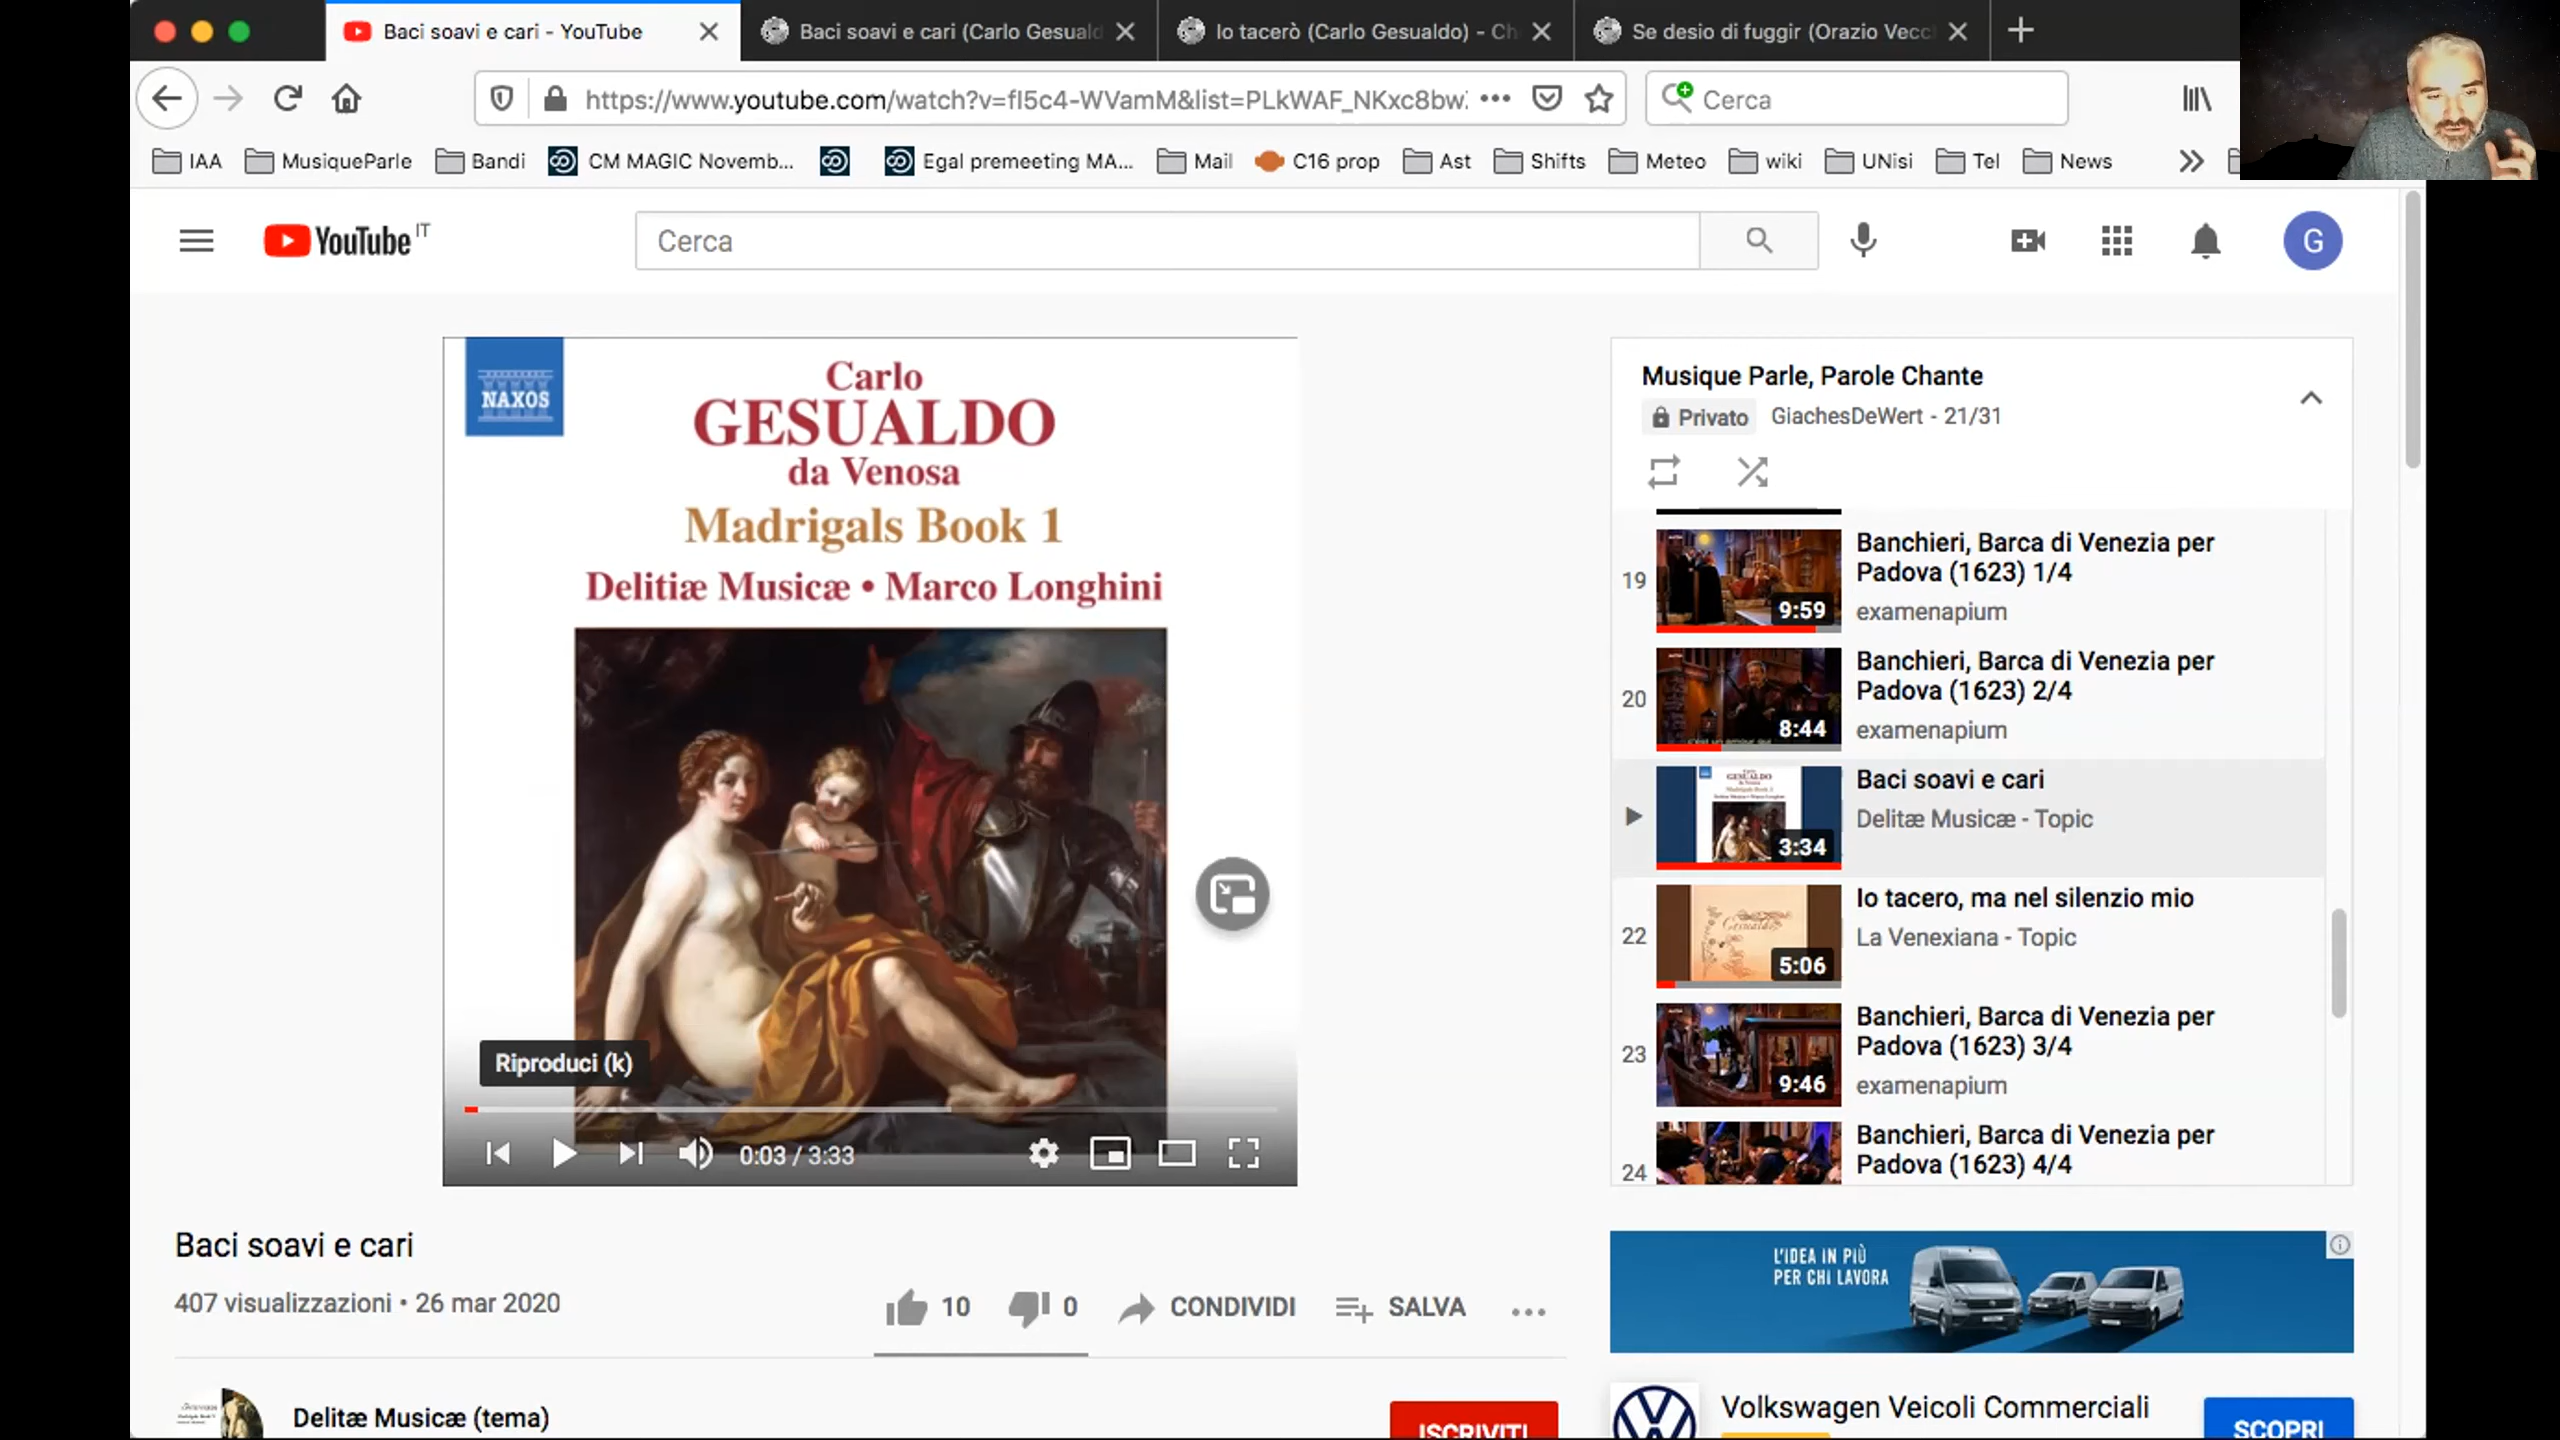 Baci soavi e cari - YouTube
Baci soavi e cari (Carlo Gesuald
Io tacerò (Carlo Gesualdo) - Ch
Se desio di fuggir (Orazio Vecc
https://www.youtube.com/watch?v=fI5c4-WVamM&list=PLkWAF_NKxc8bw
Cerca
IAA
MusiqueParle
Bandi
CM MAGIC Novemb...
Egal premeeting MA...
Mail
C16 prop
Ast
Shifts
Meteo
wiki
UNisi
Tel
News
YouTube IT
Cerca
G
NAXOS
Carlo
GESUALDO
da Venosa
Madrigals Book 1
Delitiæ Musicæ • Marco Longhini
Riproduci (k)
0:03 / 3:33
Musique Parle, Parole Chante
Privato
GiachesDeWert - 21/31
19
9:59
Banchieri, Barca di Venezia per
Padova (1623) 1/4
examenapium
20
8:44
Banchieri, Barca di Venezia per
Padova (1623) 2/4
examenapium
GESUALDO
3:34
Baci soavi e cari
Delitæ Musicæ - Topic
22
Gesualdo
5:06
Io tacero, ma nel silenzio mio
La Venexiana - Topic
23
9:46
Banchieri, Barca di Venezia per
Padova (1623) 3/4
examenapium
24
Banchieri, Barca di Venezia per
Padova (1623) 4/4
Baci soavi e cari
407 visualizzazioni • 26 mar 2020
10
0
CONDIVIDI
SALVA
L'IDEA IN PIÙ
PER CHI LAVORA
Delitæ Musicæ (tema)
ISCRIVITI
Volkswagen Veicoli Commerciali
SCOPRI